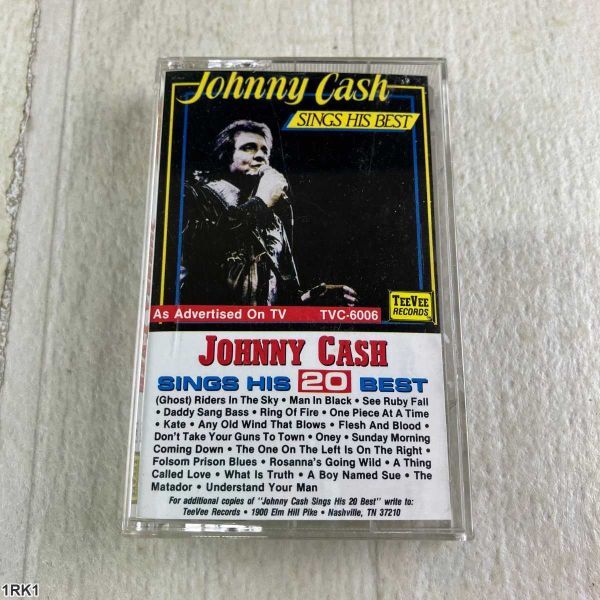 Johnny Cash
SINGS HIS BEST
As Advertised On TV TVC-6006
TEEVEE
RECORDS
JOHNNY CASH
SINGS HIS 20 BEST
(Ghost) Riders In The Sky • Man In Black • See Ruby Fall
• Daddy Sang Bass • Ring Of Fire • One Piece At A Time
• Kate • Any Old Wind That Blows • Flesh And Blood •
Don't Take Your Guns To Town • Oney • Sunday Morning
Coming Down • The One On The Left Is On The Right •
Folsom Prison Blues • Rosanna's Going Wild • A Thing
Called Love • What Is Truth • A Boy Named Sue • The
Matador • Understand Your Man
For additional copies of "Johnny Cash Sings His 20 Best" write to:
TeeVee Records • 1900 Elm Hill Pike • Nashville, TN 37210
1RK1